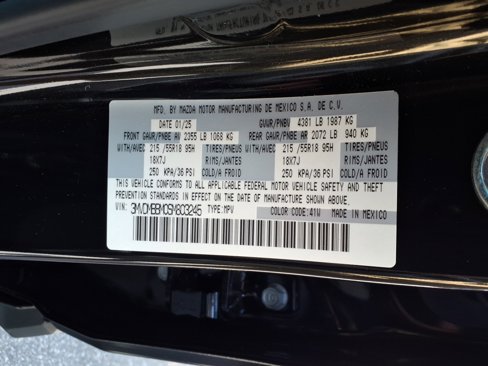 MFD. BY MAZDA MOTOR MANUFACTURING DE MEXICO S.A. DE C.V.
DATE 01/25 GVWR/PNBV 4381 LB 1987 KG
FRONT GAWR/PNBE AV 2355 LB 1068 KG REAR GAWR/PNBE AR 2072 LB 940 KG
WITH/AVEC 215 /55R18 95H TIRES/PNEUS WITH/AVEC 215 /55R18 95H TIRES/PNEUS
18X7J RIMS/JANTES 18X7J RIMS/JANTES
250 KPA/36 PSI COLD/A FROID 250 KPA/36 PSI COLD/A FROID
THIS VEHICLE CONFORMS TO ALL APPLICABLE FEDERAL MOTOR VEHICLE SAFETY AND THEFT
PREVENTION STANDARDS IN EFFECT ON THE DATE OF MANUFACTURE SHOWN ABOVE.
VIN: TYPE:MPV COLOR CODE:41W MADE IN MEXICO